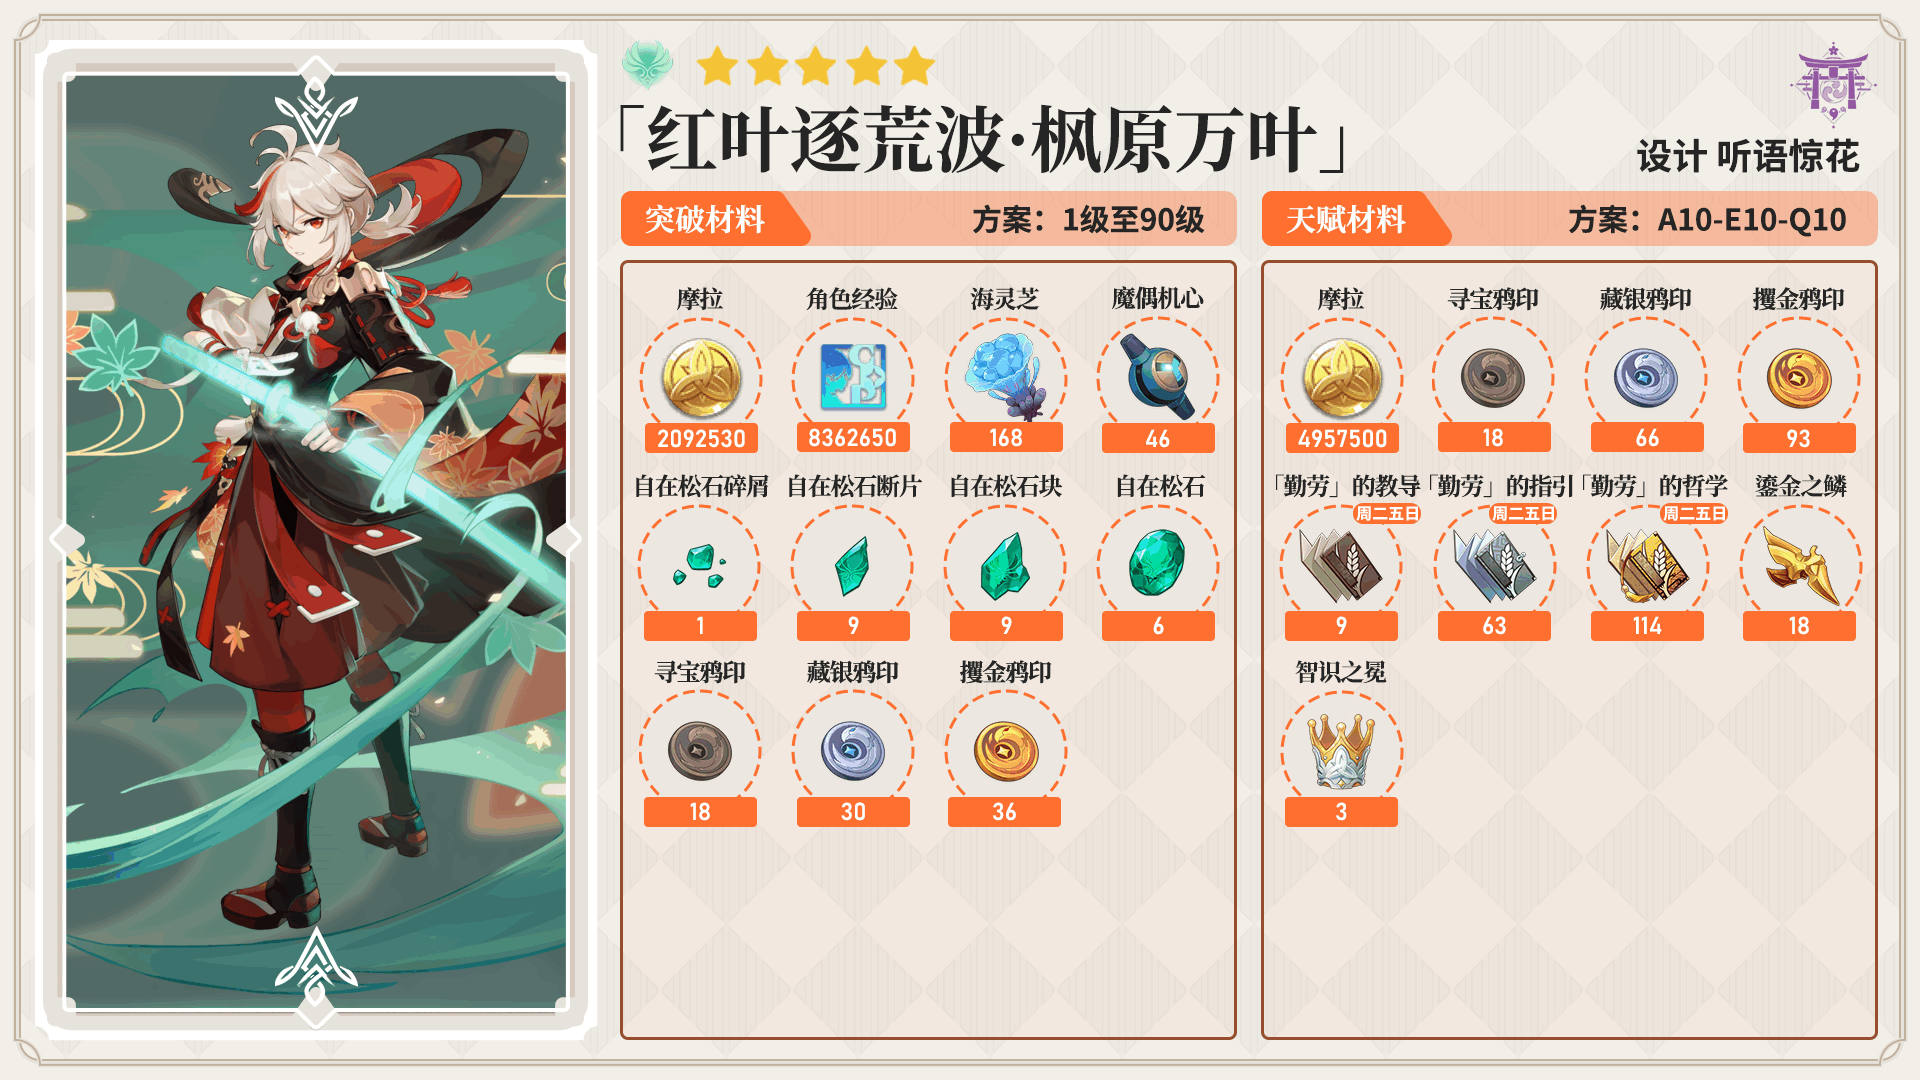 「红叶逐荒波·枫原万叶」
设计 听语惊花
突破材料
方案：1级至90级
摩拉 角色经验 海灵芝 魔偶机心
2092530 8362650 168 46
自在松石碎屑 自在松石断片 自在松石块 自在松石
1 9 9 6
寻宝鸦印 藏银鸦印 攫金鸦印
18 30 36
天赋材料
方案：A10-E10-Q10
摩拉 寻宝鸦印 藏银鸦印 攫金鸦印
4957500 18 66 93
「勤劳」的教导 「勤劳」的指引 「勤劳」的哲学 鎏金之鳞
周二五日 周二五日 周二五日
9 63 114 18
智识之冕
3